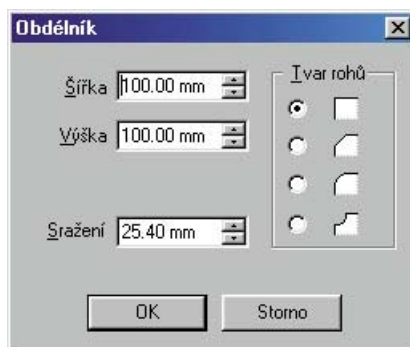 Obdélník
Šířka 100.00 mm
Výška 100.00 mm
Sražení 25.40 mm
Tvar rohů
OK Storno